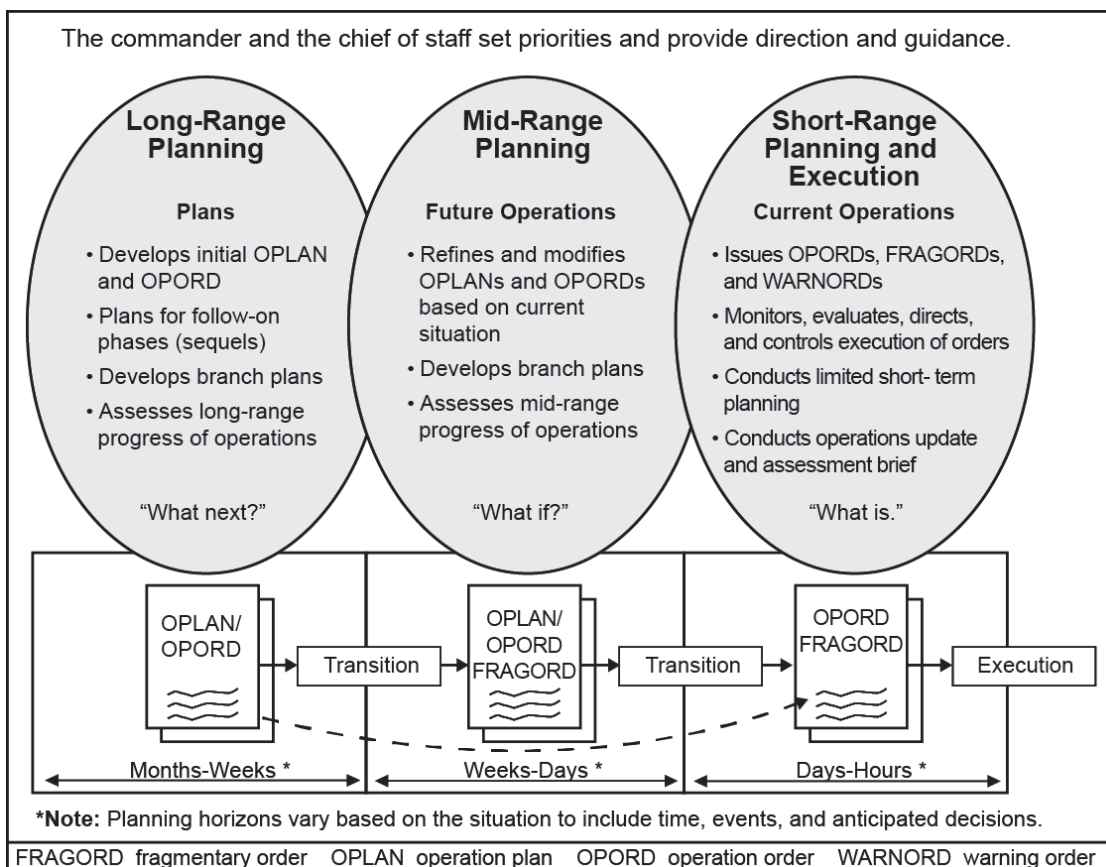 The commander and the chief of staff set priorities and provide direction and guidance.
Long-Range
Planning
Plans
• Develops initial OPLAN
and OPORD
• Plans for follow-on
phases (sequels)
• Develops branch plans
• Assesses long-range
progress of operations
“What next?”
Mid-Range
Planning
Future Operations
• Refines and modifies
OPLANs and OPORDs
based on current
situation
• Develops branch plans
• Assesses mid-range
progress of operations
“What if?”
Short-Range
Planning and
Execution
Current Operations
• Issues OPORDs, FRAGORDs,
and WARNORDs
• Monitors, evaluates, directs,
and controls execution of orders
• Conducts limited short- term
planning
• Conducts operations update
and assessment brief
“What is.”
OPLAN/
OPORD
Transition
OPLAN/
OPORD
FRAGORD
Transition
OPORD
FRAGORD
Execution
Months-Weeks *
Weeks-Days *
Days-Hours *
*Note: Planning horizons vary based on the situation to include time, events, and anticipated decisions.
FRAGORD fragmentary order OPLAN operation plan OPORD operation order WARNORD warning order